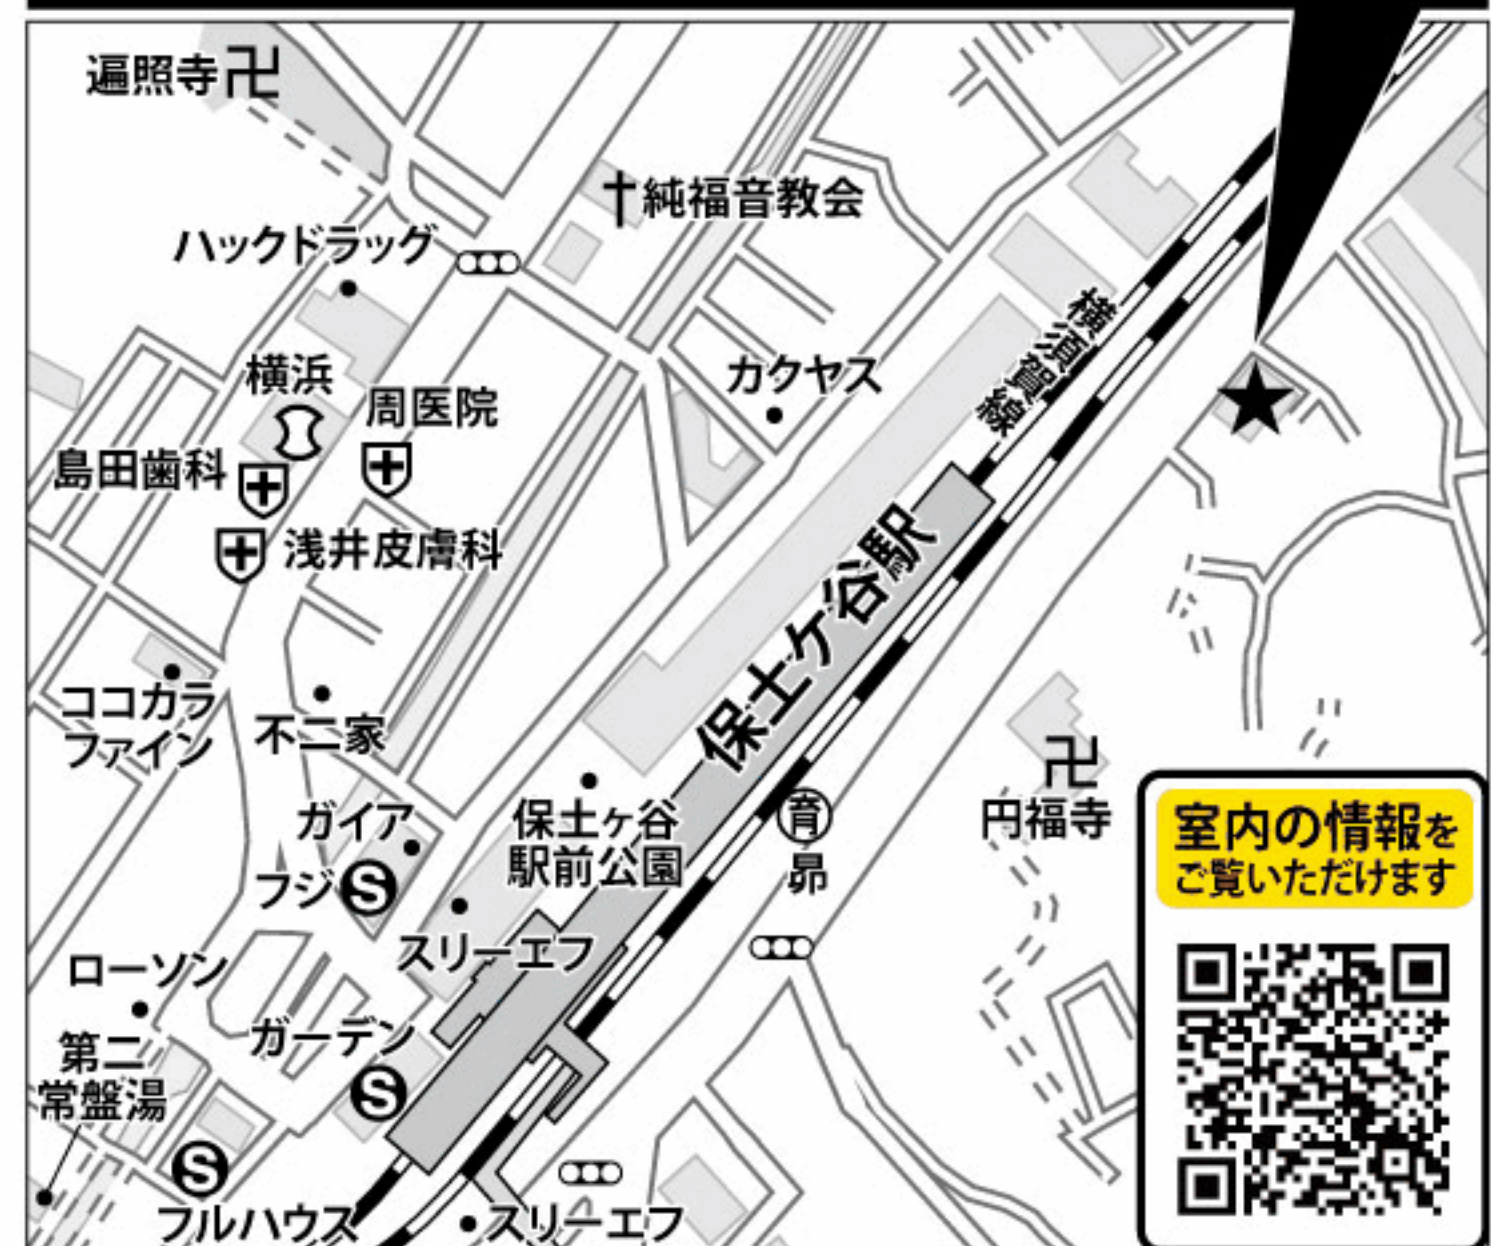 遍照寺
純福音教会
ハックドラッグ
横須賀線
横浜
カクヤス
周医院
島田歯科
浅井皮膚科
保土ケ谷駅
ココカラ
ファイン
不二家
ガイア
保土ヶ谷
駅前公園
育
昴
円福寺
フジ
S
スリーエフ
ローソン
ガーデン
S
第二
常盤湯
S
フルハウス
スリーエフ
室内の情報を
ご覧いただけます